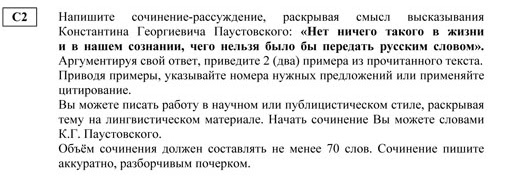 С2
Напишите сочинение-рассуждение, раскрывая смысл высказывания
Константина Георгиевича Паустовского: «Нет ничего такого в жизни
и в нашем сознании, чего нельзя было бы передать русским словом».
Аргументируя свой ответ, приведите 2 (два) примера из прочитанного текста.
Приводя примеры, указывайте номера нужных предложений или применяйте
цитирование.
Вы можете писать работу в научном или публицистическом стиле, раскрывая
тему на лингвистическом материале. Начать сочинение Вы можете словами
К.Г. Паустовского.
Объём сочинения должен составлять не менее 70 слов. Сочинение пишите
аккуратно, разборчивым почерком.